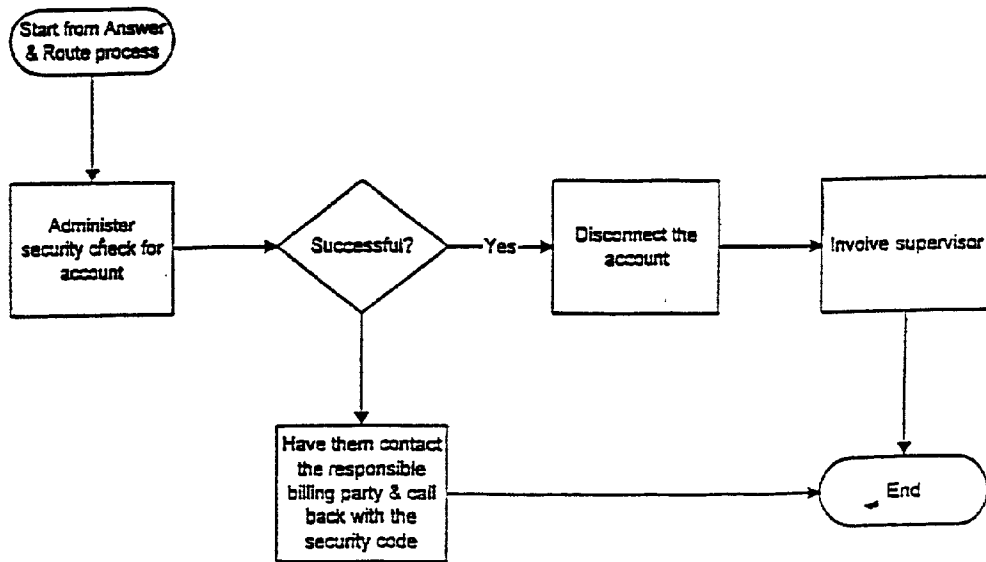 Start from Answer
& Route process
Administer
security check for
account
Successful?
Yes
Disconnect the
account
Involve supervisor
Have them contact
the responsible
billing party & call
back with the
security code
End